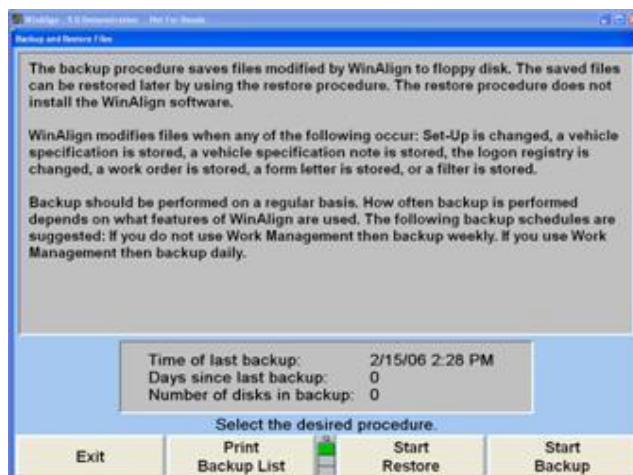 WinAlign - 9.0 Demonstration - Not For Resale
Backup and Restore Files
The backup procedure saves files modified by WinAlign to floppy disk. The saved files
can be restored later by using the restore procedure. The restore procedure does not
install the WinAlign software.
WinAlign modifies files when any of the following occur: Set-Up is changed, a vehicle
specification is stored, a vehicle specification note is stored, the logon registry is
changed, a work order is stored, a form letter is stored, or a filter is stored.
Backup should be performed on a regular basis. How often backup is performed
depends on what features of WinAlign are used. The following backup schedules are
suggested: If you do not use Work Management then backup weekly. If you use Work
Management then backup daily.
Time of last backup: 2/15/06 2:28 PM
Days since last backup: 0
Number of disks in backup: 0
Select the desired procedure.
Exit
Print
Backup List
Start
Restore
Start
Backup